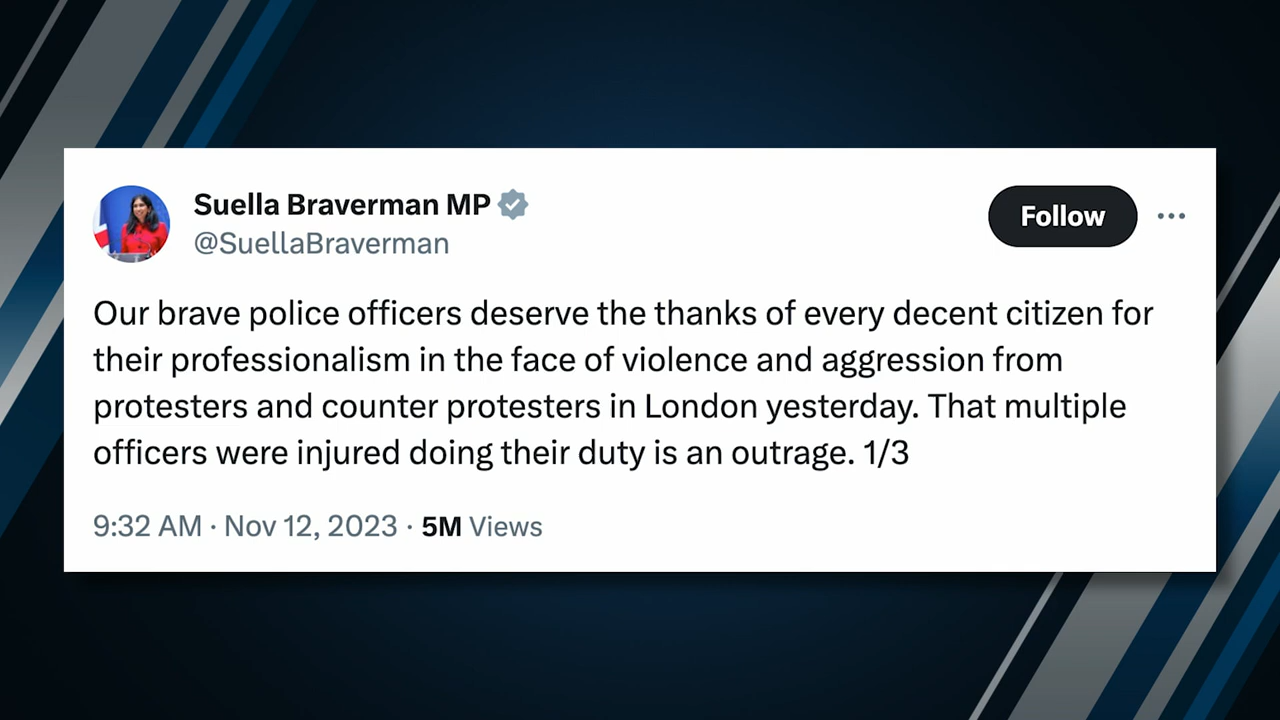 Suella Braverman MP
@SuellaBraverman
Follow
Our brave police officers deserve the thanks of every decent citizen for
their professionalism in the face of violence and aggression from
protesters and counter protesters in London yesterday. That multiple
officers were injured doing their duty is an outrage. 1/3
9:32 AM · Nov 12, 2023 · 5M Views